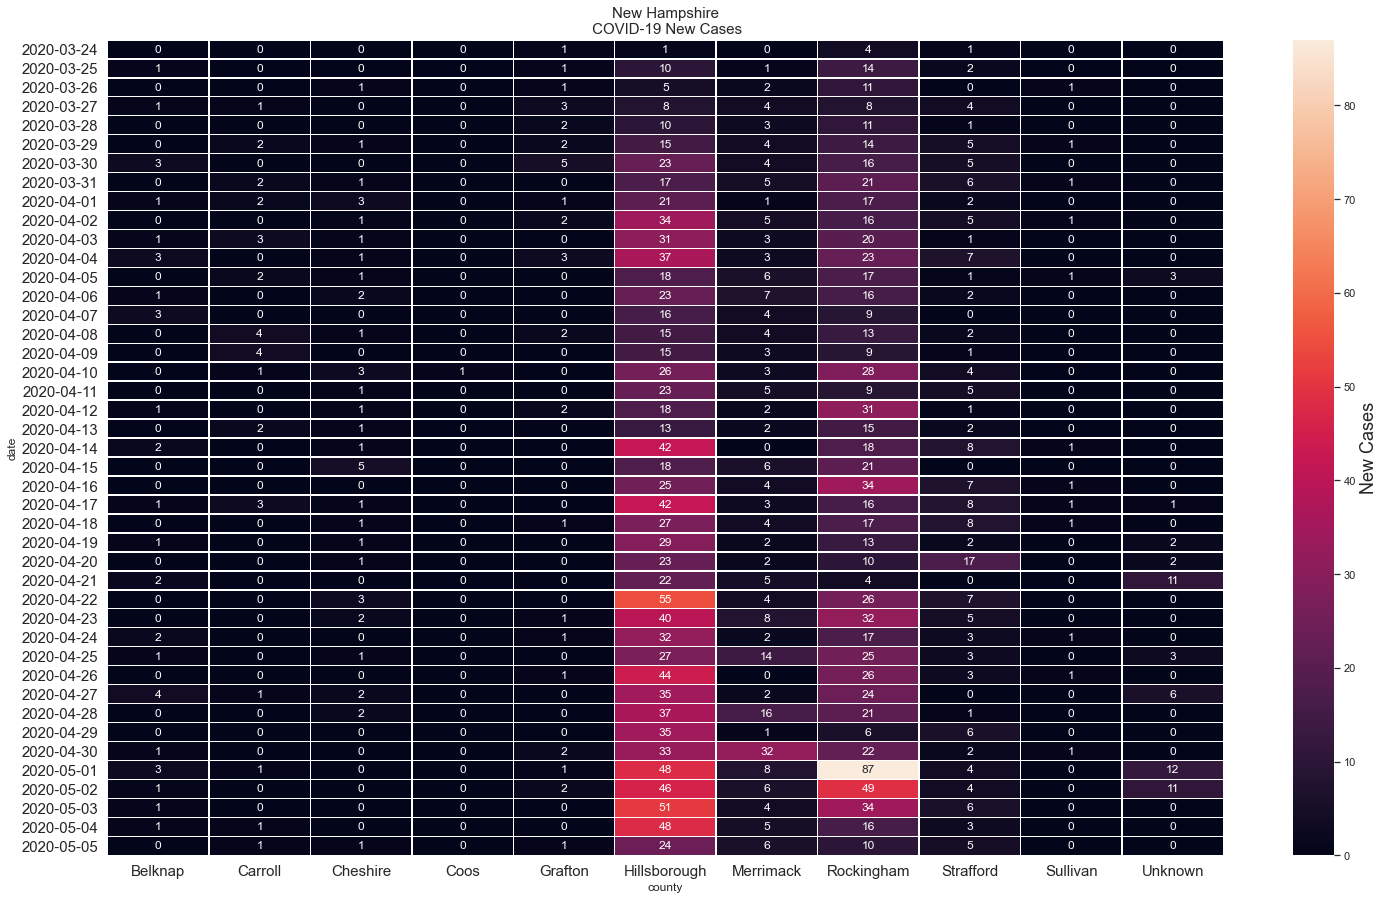 New Hampshire
COVID-19 New Cases
2020-03-24 0 0 0 0 1 1 0 4 1 0 0
2020-03-25 1 0 0 0 1 10 1 14 2 0 0
2020-03-26 0 0 1 0 1 5 2 11 0 1 0
2020-03-27 1 1 0 0 3 8 4 8 4 0 0
2020-03-28 0 0 0 0 2 10 3 11 1 0 0
2020-03-29 0 2 1 0 2 15 4 14 5 1 0
2020-03-30 3 0 0 0 5 23 4 16 5 0 0
2020-03-31 0 2 1 0 0 17 5 21 6 1 0
2020-04-01 1 2 3 0 1 21 1 17 2 0 0
2020-04-02 0 0 1 0 2 34 5 16 5 1 0
2020-04-03 1 3 1 0 0 31 3 20 1 0 0
2020-04-04 3 0 1 0 3 37 3 23 7 0 0
2020-04-05 0 2 1 0 0 18 6 17 1 1 3
2020-04-06 1 0 2 0 0 23 7 16 2 0 0
2020-04-07 3 0 0 0 0 16 4 9 0 0 0
2020-04-08 0 4 1 0 2 15 4 13 2 0 0
2020-04-09 0 4 0 0 0 15 3 9 1 0 0
2020-04-10 0 1 3 1 0 26 3 28 4 0 0
2020-04-11 0 0 1 0 0 23 5 9 5 0 0
2020-04-12 1 0 1 0 2 18 2 31 1 0 0
2020-04-13 0 2 1 0 0 13 2 15 2 0 0
2020-04-14 2 0 1 0 0 42 0 18 8 1 0
2020-04-15 0 0 5 0 0 18 6 21 0 0 0
2020-04-16 0 0 0 0 0 25 4 34 7 1 0
2020-04-17 1 3 1 0 0 42 3 16 8 1 1
2020-04-18 0 0 1 0 1 27 4 17 8 1 0
2020-04-19 1 0 1 0 0 29 2 13 2 0 2
2020-04-20 0 0 1 0 0 23 2 10 17 0 2
2020-04-21 2 0 0 0 0 22 5 4 0 0 11
2020-04-22 0 0 3 0 0 55 4 26 7 0 0
2020-04-23 0 0 2 0 1 40 8 32 5 0 0
2020-04-24 2 0 0 0 1 32 2 17 3 1 0
2020-04-25 1 0 1 0 0 27 14 25 3 0 3
2020-04-26 0 0 0 0 1 44 0 26 3 1 0
2020-04-27 4 1 2 0 0 35 2 24 0 0 6
2020-04-28 0 0 2 0 0 37 16 21 1 0 0
2020-04-29 0 0 0 0 0 35 1 6 6 0 0
2020-04-30 1 0 0 0 2 33 32 22 2 1 0
2020-05-01 3 1 0 0 1 48 8 87 4 0 12
2020-05-02 1 0 0 0 2 46 6 49 4 0 11
2020-05-03 1 0 0 0 0 51 4 34 6 0 0
2020-05-04 1 1 0 0 0 48 5 16 3 0 0
2020-05-05 0 1 1 0 1 24 6 10 5 0 0
date
Belknap Carroll Cheshire Coos Grafton Hillsborough Merrimack Rockingham Strafford Sullivan Unknown
county
80
70
60
50
40
30
20
10
0
New Cases